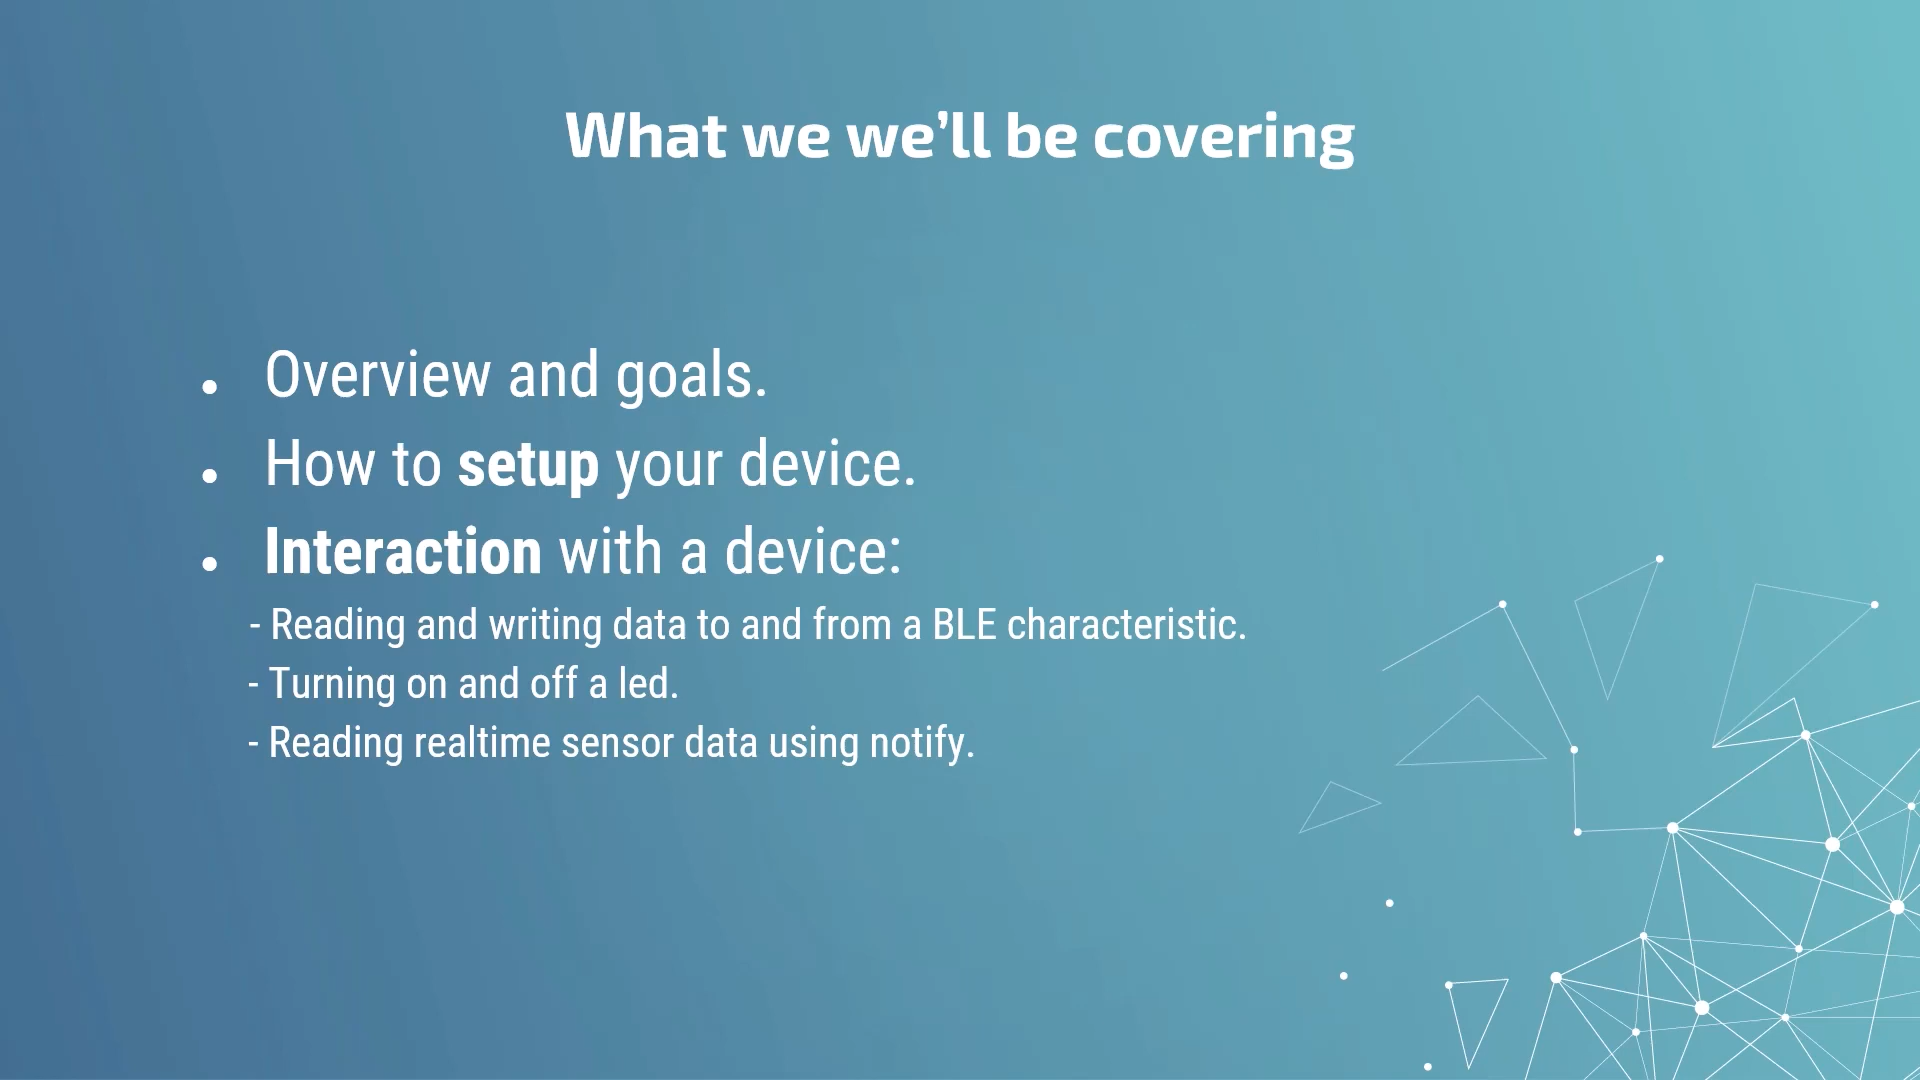 What we we’ll be covering
• Overview and goals.
• How to setup your device.
• Interaction with a device:
- Reading and writing data to and from a BLE characteristic.
- Turning on and off a led.
- Reading realtime sensor data using notify.